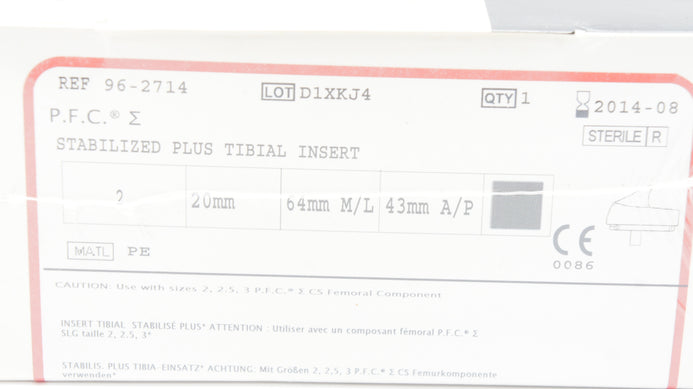 REF 96-2714 LOT D1XKJ4 QTY 1 2014-08
P.F.C.® Σ STERILE R
STABILIZED PLUS TIBIAL INSERT
2 20mm 64mm M/L 43mm A/P
MATL PE CE
0086
CAUTION: Use with sizes 2, 2.5, 3 P.F.C.® Σ CS Femoral Component
INSERT TIBIAL STABILISÉ PLUS* ATTENTION : Utiliser avec un composant fémoral P.F.C.® Σ
SLG taille 2, 2.5, 3*
STABILIS. PLUS TIBIA-EINSATZ* ACHTUNG: Mit Größen 2, 2.5, 3 P.F.C.® Σ CS Femurkomponente
verwenden*